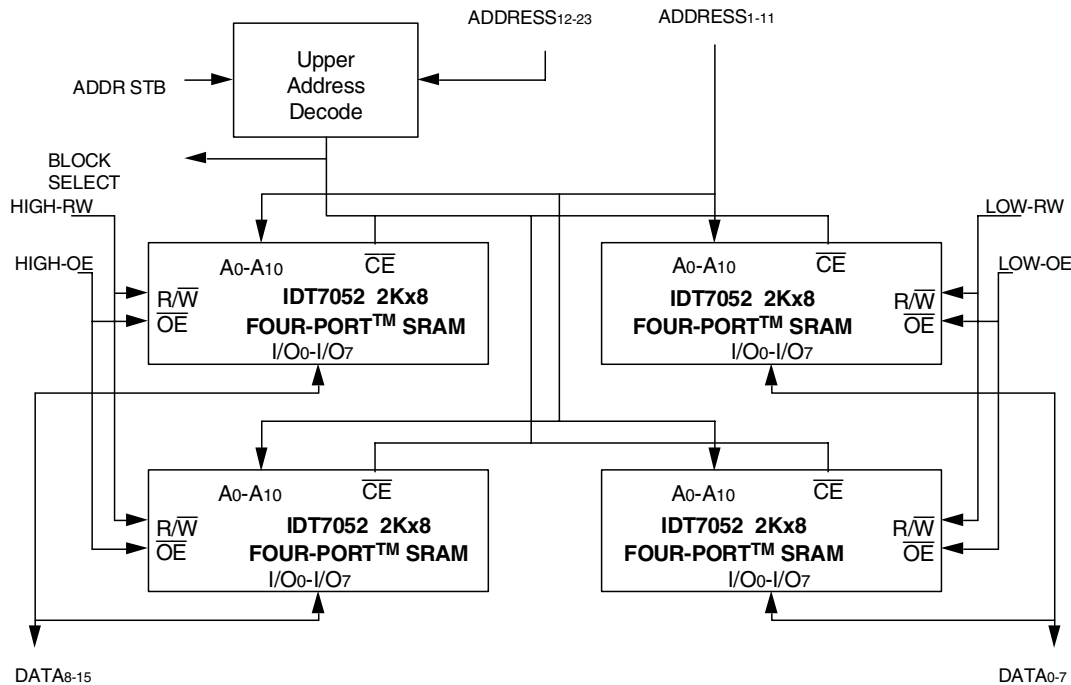 ADDRESS12-23
ADDRESS1-11
Upper
Address
Decode
ADDR STB
BLOCK
SELECT
HIGH-RW
LOW-RW
HIGH-OE
LOW-OE
A0-A10
CE
R/W
OE
IDT7052 2Kx8
FOUR-PORT™ SRAM
I/O0-I/O7
A0-A10
CE
IDT7052 2Kx8
FOUR-PORT™ SRAM
R/W
OE
I/O0-I/O7
A0-A10
CE
R/W
OE
IDT7052 2Kx8
FOUR-PORT™ SRAM
I/O0-I/O7
A0-A10
CE
IDT7052 2Kx8
FOUR-PORT™ SRAM
R/W
OE
I/O0-I/O7
DATA8-15
DATA0-7